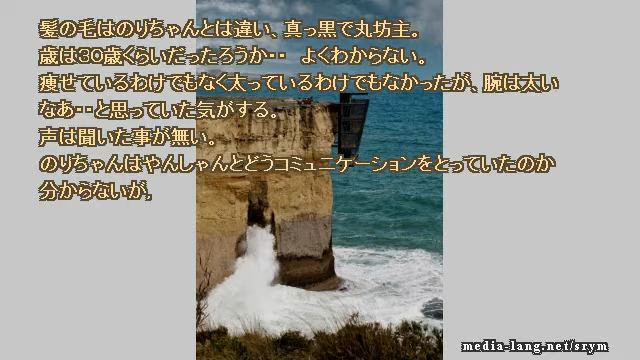 髪の毛はのりちゃんとは違い、真っ黒で丸坊主。
歳は30歳くらいだったろうか・・　よくわからない。
痩せているわけでもなく太っているわけでもなかったが、腕は太い
なあ・・と思っていた気がする。
声は聞いた事が無い。
のりちゃんはやんしゃんとどうコミュニケーションをとっていたのか
分からないが,
media-lang.net/srym